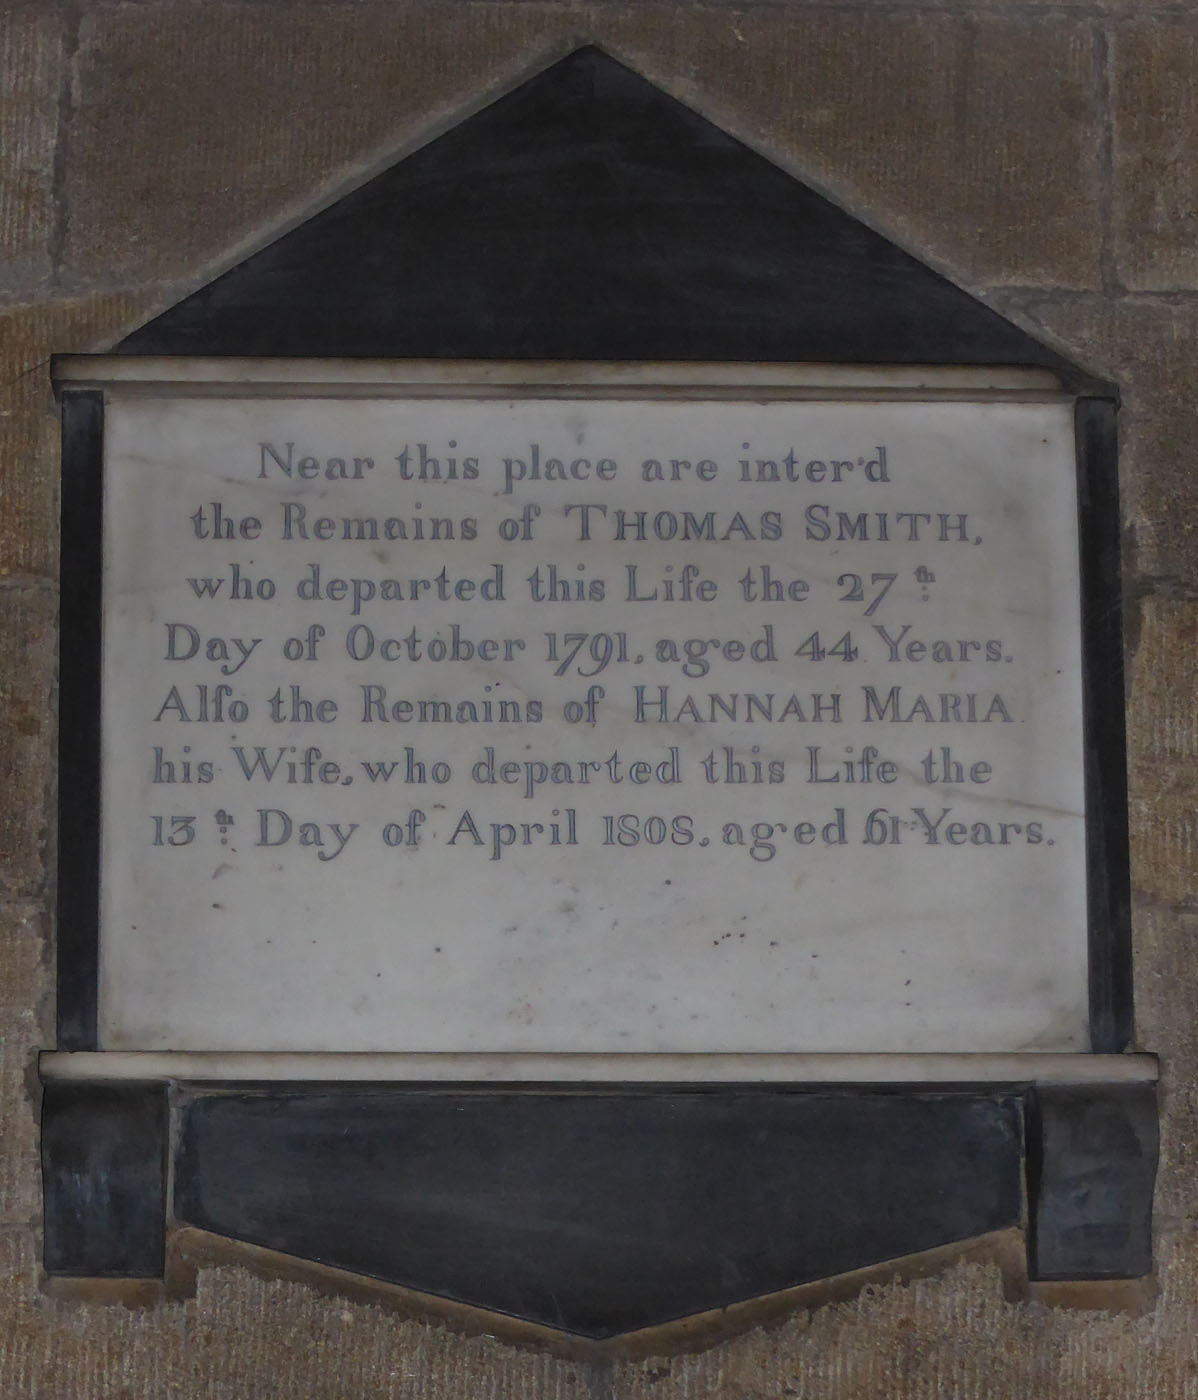 Near this place are inter'd
the Remains of THOMAS SMITH,
who departed this Life the 27th
Day of October 1791, aged 44 Years.
Alſo the Remains of HANNAH MARIA
his Wife, who departed this Life the
13th Day of April 1808, aged 61 Years.